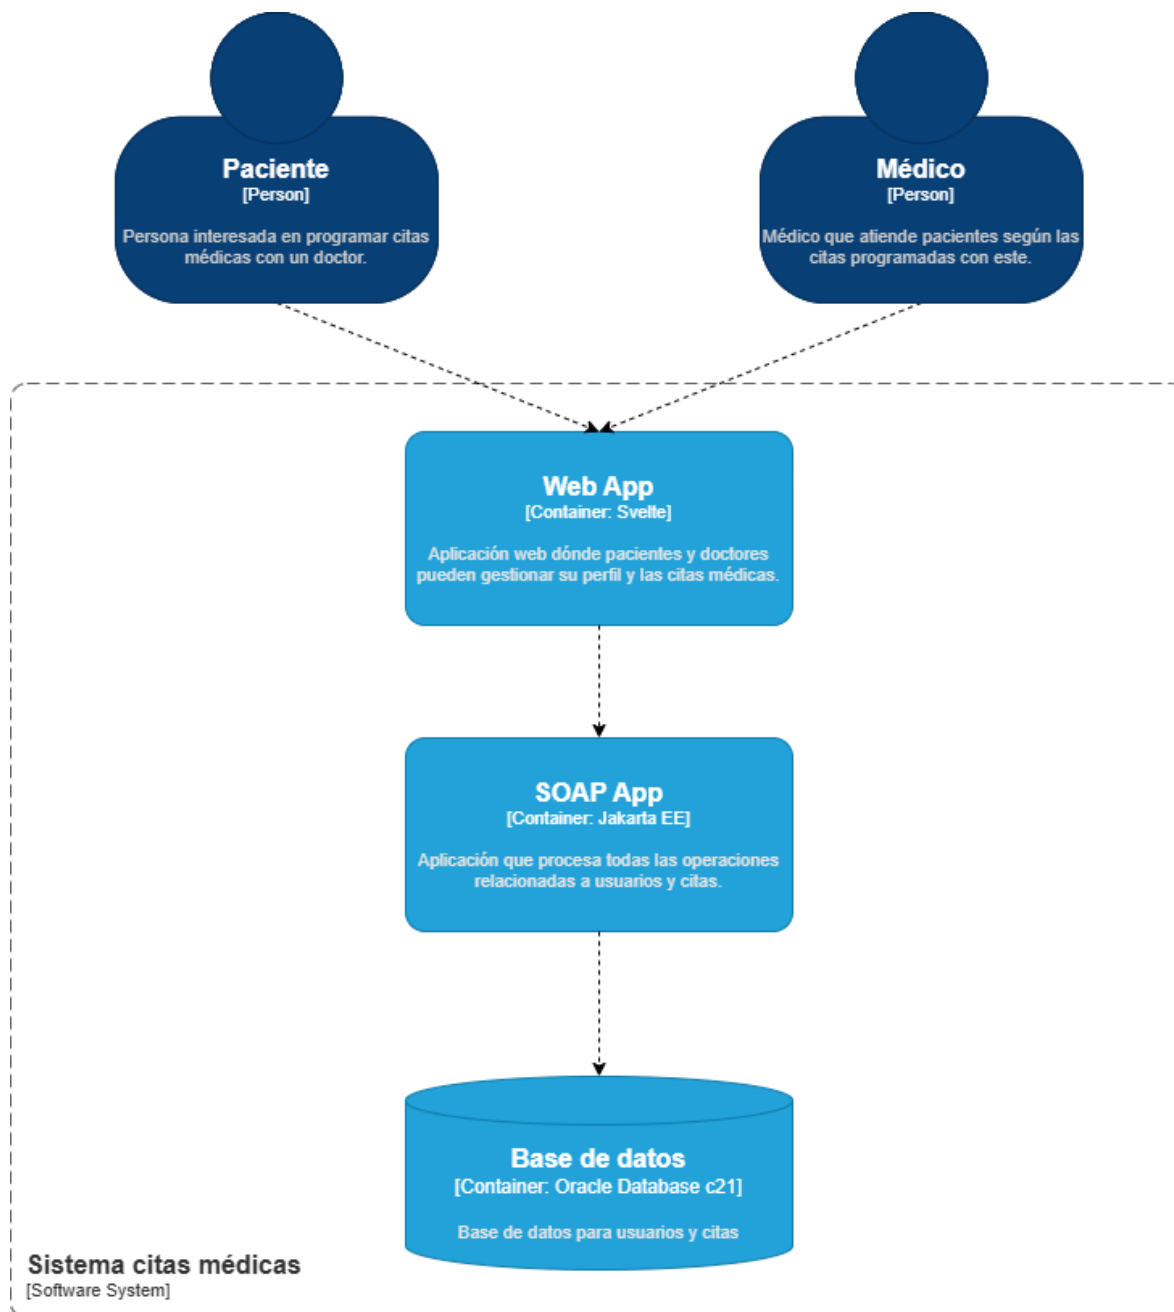 Paciente
[Person]
Persona interesada en programar citas
médicas con un doctor.
Médico
[Person]
Médico que atiende pacientes según las
citas programadas con este.
Web App
[Container: Svelte]
Aplicación web dónde pacientes y doctores
pueden gestionar su perfil y las citas médicas.
SOAP App
[Container: Jakarta EE]
Aplicación que procesa todas las operaciones
relacionadas a usuarios y citas.
Base de datos
[Container: Oracle Database c21]
Base de datos para usuarios y citas
Sistema citas médicas
[Software System]